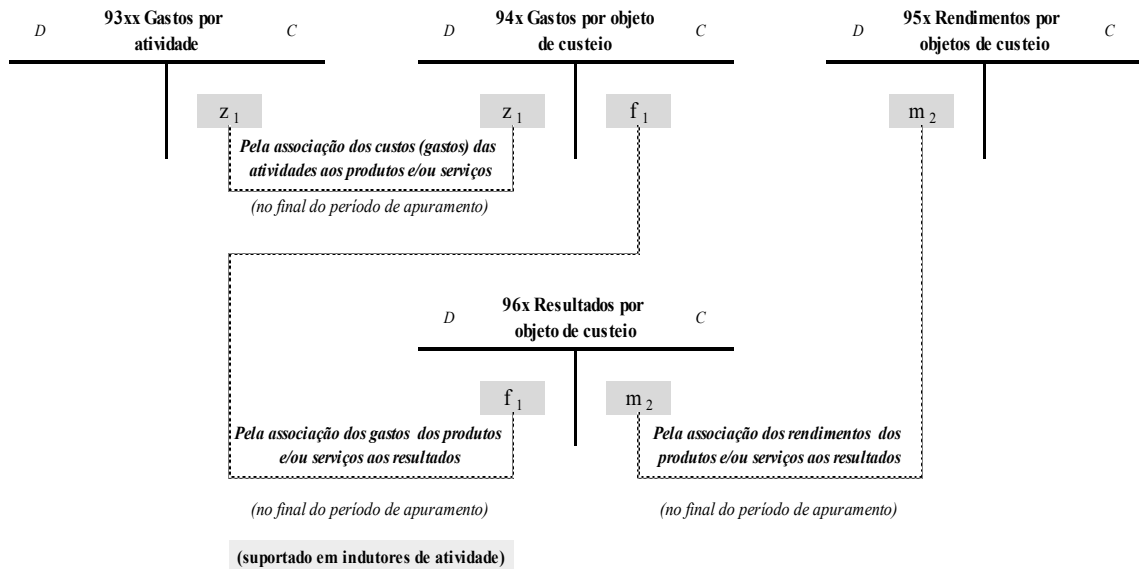 93xx Gastos por
atividade
D
C
94x Gastos por objeto
de custeio
D
C
95x Rendimentos por
objetos de custeio
D
C
z 1
z 1
f 1
m 2
Pela associação dos custos (gastos) das
atividades aos produtos e/ou serviços
(no final do período de apuramento)
96x Resultados por
objeto de custeio
D
C
f 1
m 2
Pela associação dos gastos dos produtos
e/ou serviços aos resultados
Pela associação dos rendimentos dos
produtos e/ou serviços aos resultados
(no final do período de apuramento)
(no final do período de apuramento)
(suportado em indutores de atividade)